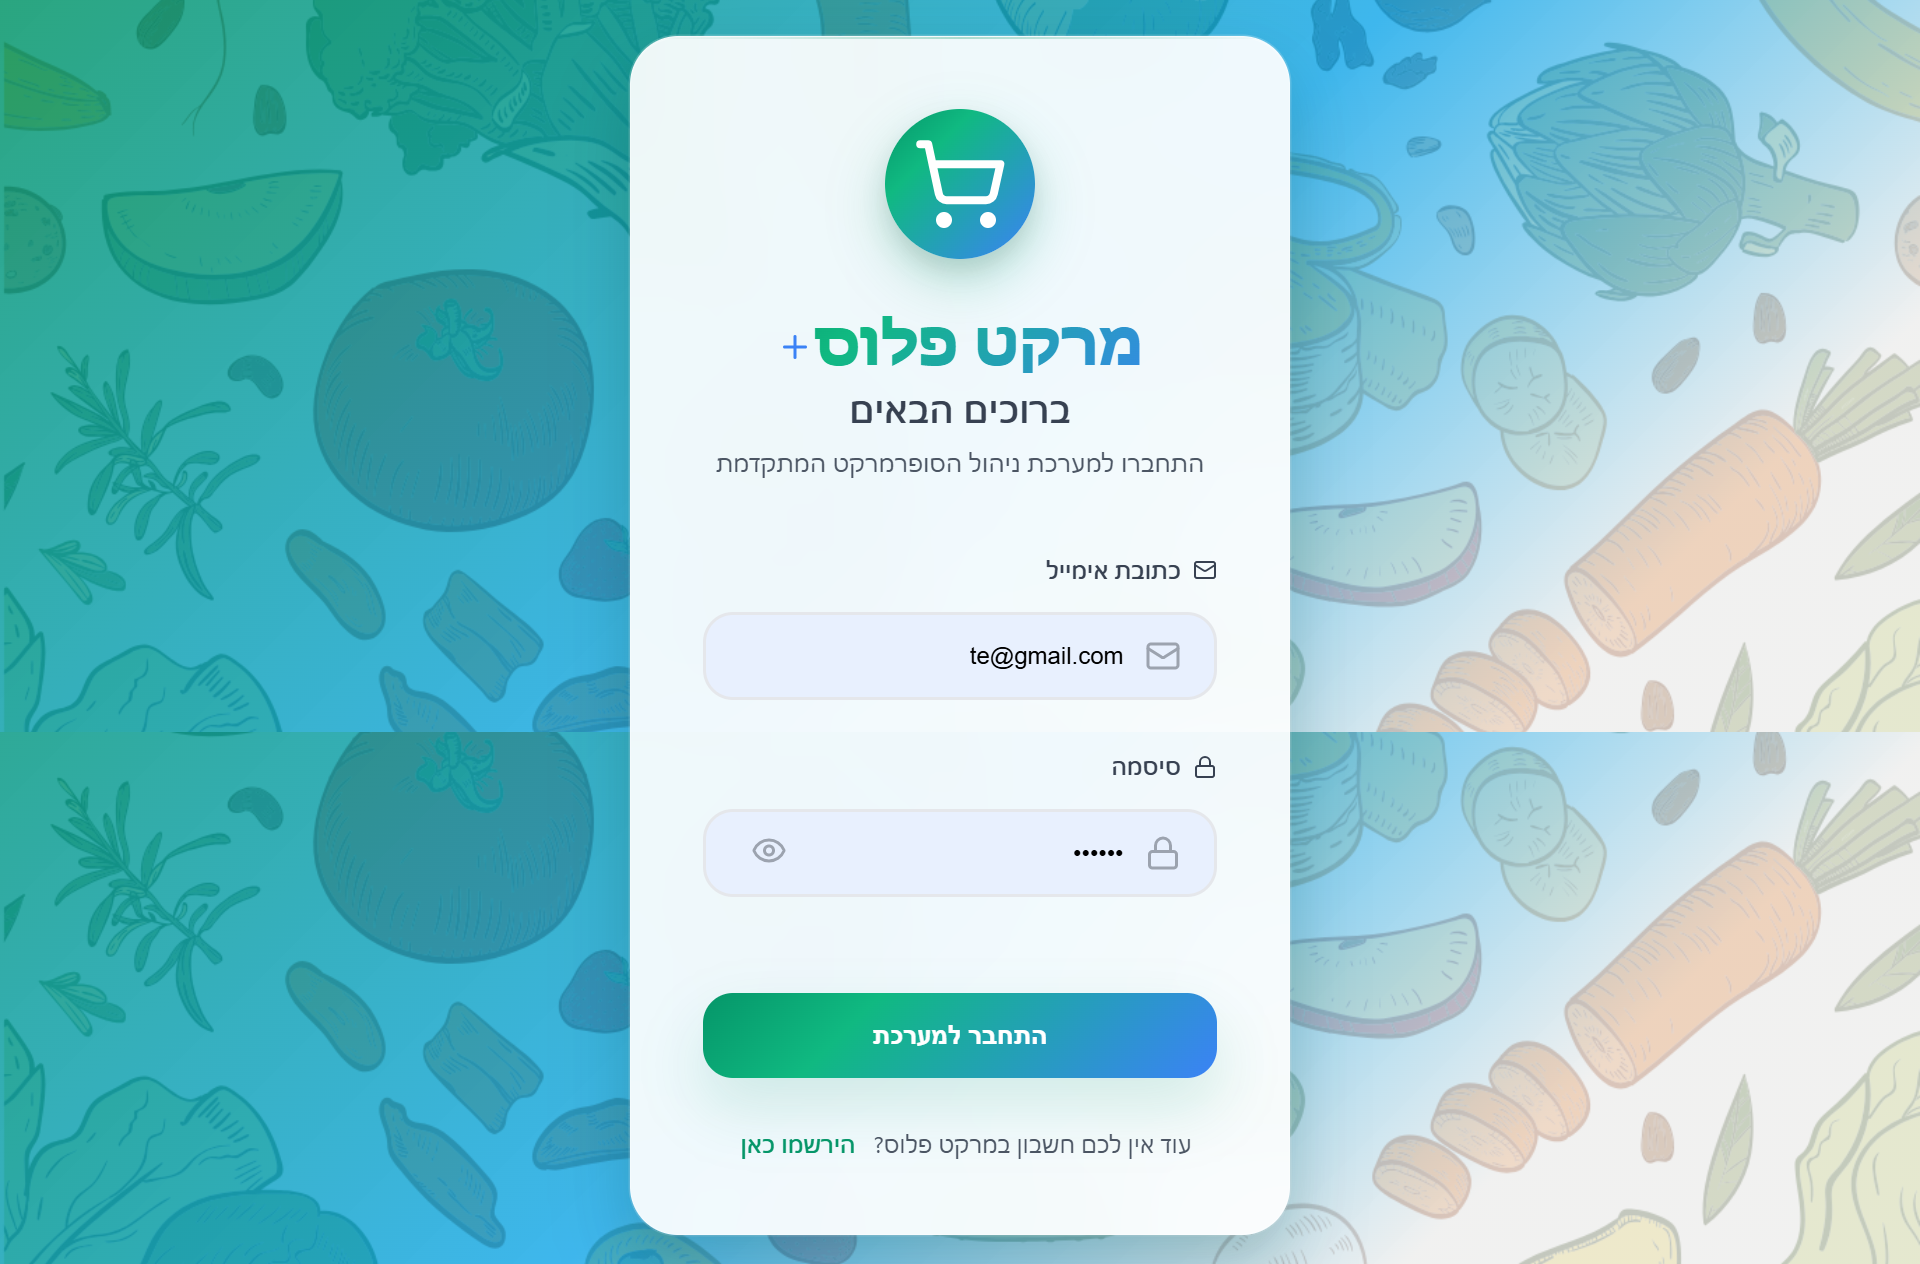 מרקט פלוס+
ברוכים הבאים
התחברו למערכת ניהול הסופרמרקט המתקדמת
כתובת אימייל
te@gmail.com
סיסמה
••••••
התחבר למערכת
עוד אין לכם חשבון במרקט פלוס? הירשמו כאן